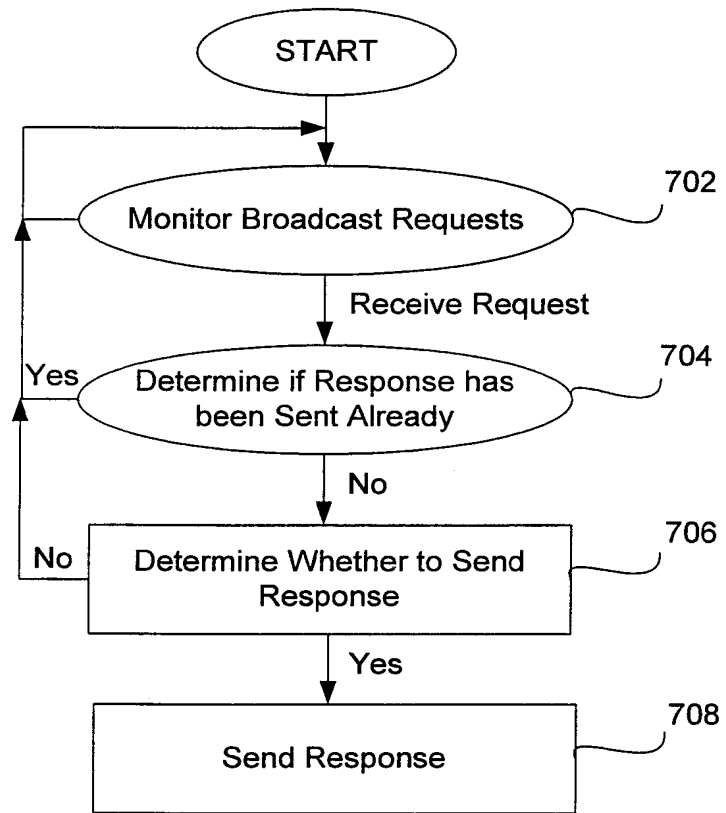 START
702
Monitor Broadcast Requests
Receive Request
704
Yes
Determine if Response has
been Sent Already
No
706
No
Determine Whether to Send
Response
Yes
708
Send Response